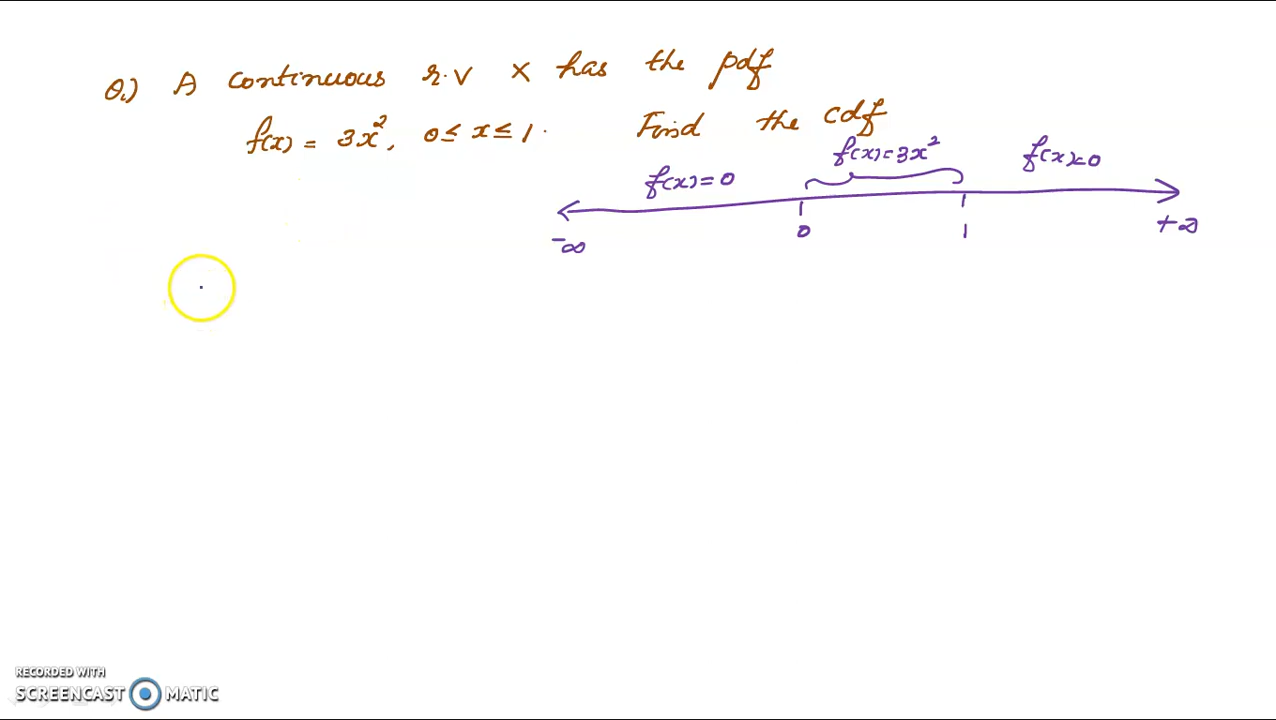 Q.) A continuous r.v X has the pdf
f(x) = 3x², 0 ≤ x ≤ 1. Find the cdf
f(x) = 0 f(x) = 3x² f(x) = 0
-∞ 0 1 +∞
RECORDED WITH
SCREENCAST MATIC